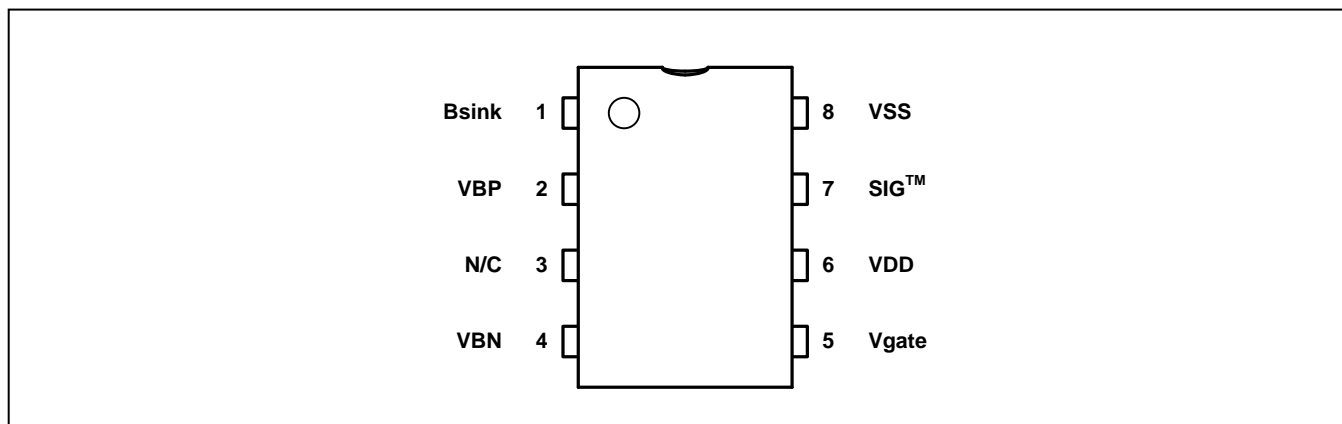 Bsink 1 8 VSS
VBP 2 7 SIG™
N/C 3 6 VDD
VBN 4 5 Vgate